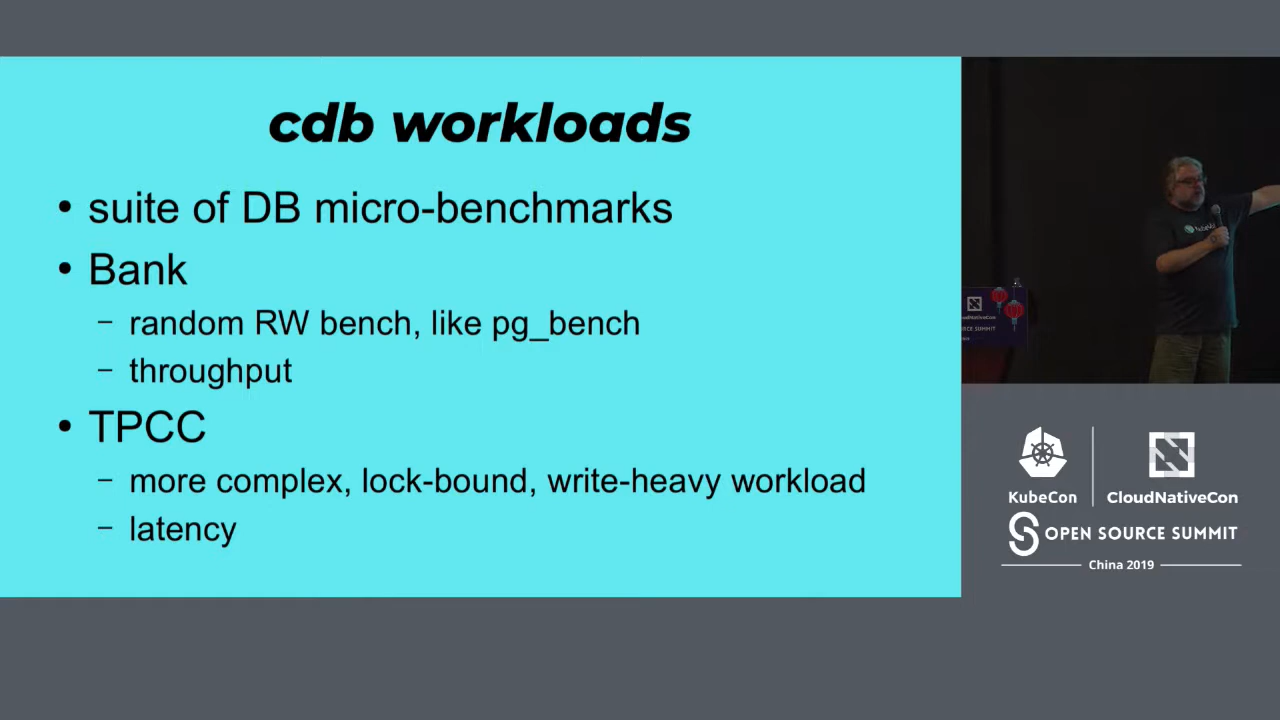 cdb workloads
• suite of DB micro-benchmarks
• Bank
– random RW bench, like pg_bench
– throughput
• TPCC
– more complex, lock-bound, write-heavy workload
– latency
KubeCon
CloudNativeCon
OPEN SOURCE SUMMIT
China 2019